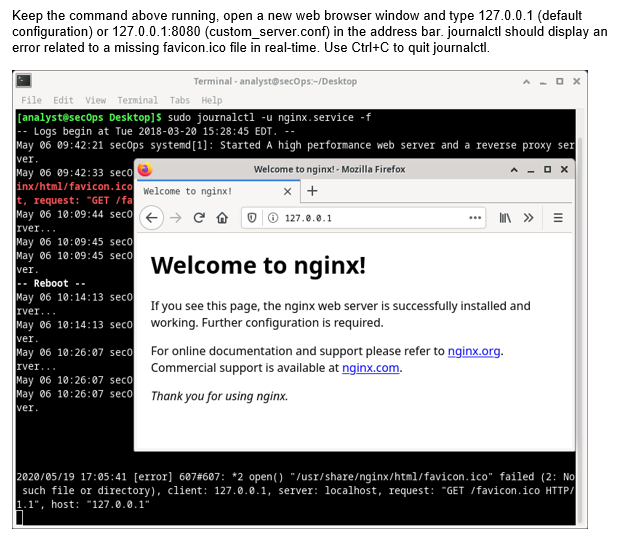 Keep the command above running, open a new web browser window and type 127.0.0.1 (default
configuration) or 127.0.0.1:8080 (custom_server.conf) in the address bar. journalctl should display an
error related to a missing favicon.ico file in real-time. Use Ctrl+C to quit journalctl.
Terminal - analyst@secOps:~/Desktop
File Edit View Terminal Tabs Help
[analyst@secOps Desktop]$ sudo journalctl -u nginx.service -f
-- Logs begin at Tue 2018-03-20 15:28:45 EDT. --
May 06 09:42:21 secOps systemd[1]: Started A high performance web server and a reverse proxy ser
ver.
May 06 09:42:33 secO
inx/html/favicon.ico
t, request: "GET /fa
May 06 10:09:44 secO
rver...
May 06 10:09:45 secO
May 06 10:09:45 secO
ver.
-- Reboot --
May 06 10:14:13 secO
rver...
May 06 10:14:13 secO
ver.
May 06 10:26:07 secO
rver...
May 06 10:26:07 secO
May 06 10:26:07 secO
ver.
Welcome to nginx! - Mozilla Firefox
Welcome to nginx!
127.0.0.1
Welcome to nginx!
If you see this page, the nginx web server is successfully installed and
working. Further configuration is required.
For online documentation and support please refer to nginx.org.
Commercial support is available at nginx.com.
Thank you for using nginx.
2020/05/19 17:05:41 [error] 607#607: *2 open() "/usr/share/nginx/html/favicon.ico" failed (2: No
such file or directory), client: 127.0.0.1, server: localhost, request: "GET /favicon.ico HTTP/
1.1", host: "127.0.0.1"